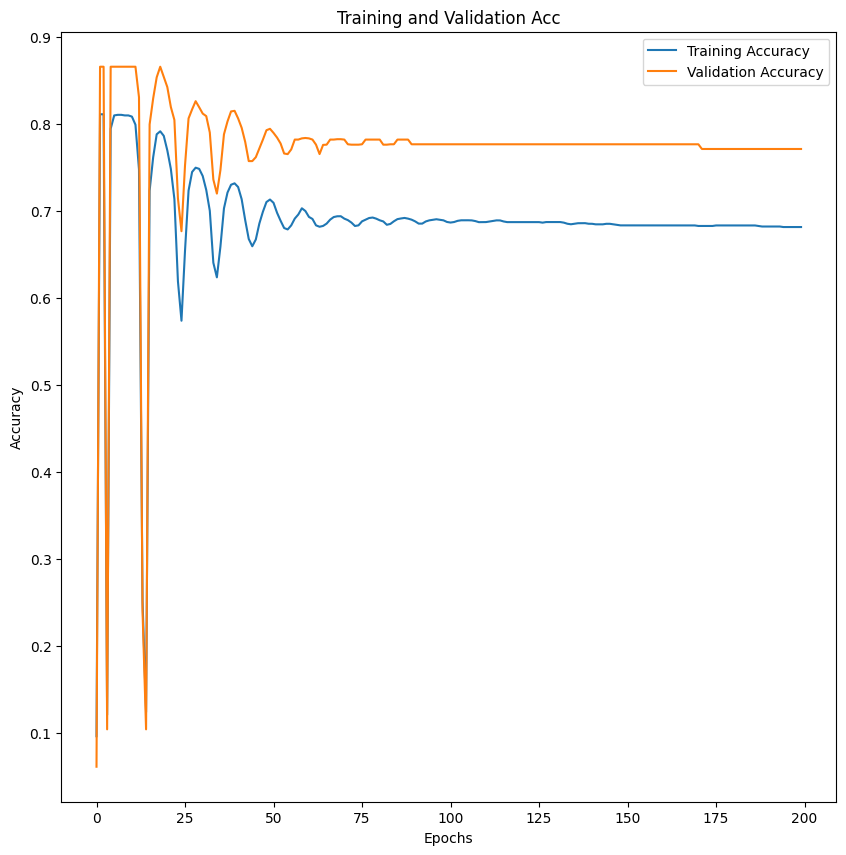 Training and Validation Acc
Training Accuracy
Validation Accuracy
0.9
0.8
0.7
0.6
0.5
0.4
0.3
0.2
0.1
Accuracy
0 25 50 75 100 125 150 175 200
Epochs